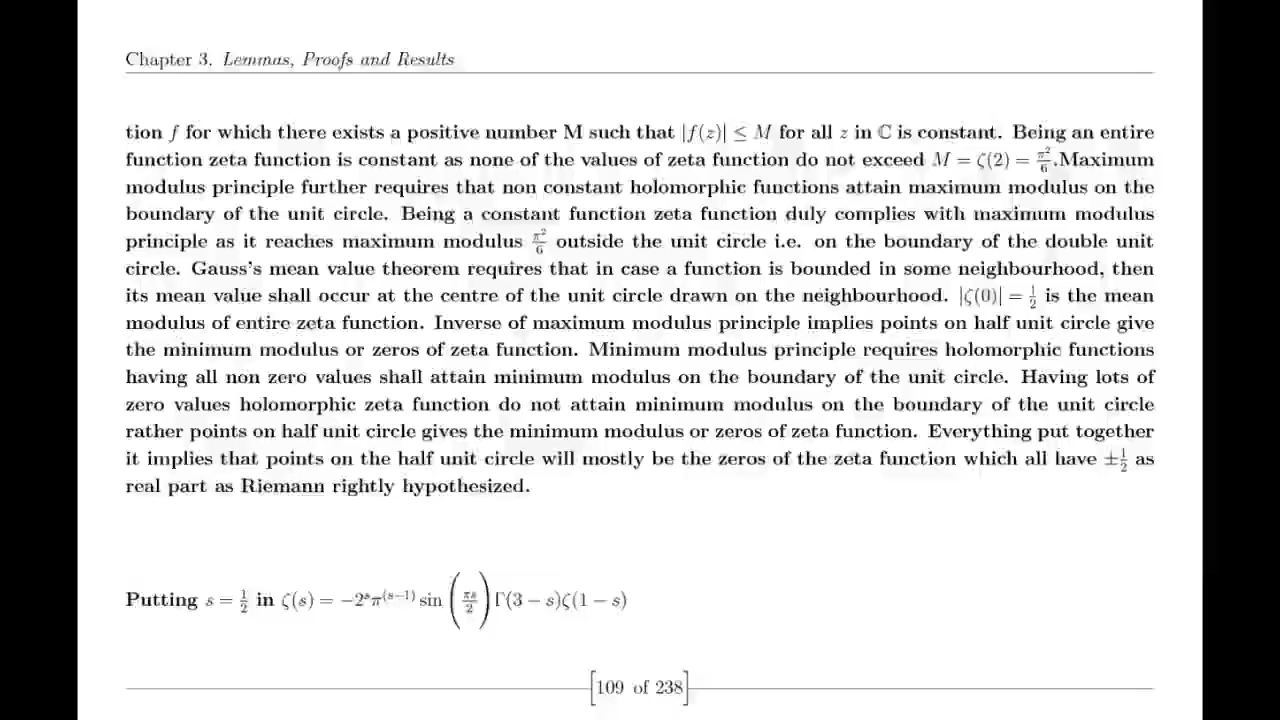 Chapter 3. Lemmas, Proofs and Results
tion f for which there exists a positive number M such that |f(z)| ≤ M for all z in ℂ is constant. Being an entire
function zeta function is constant as none of the values of zeta function do not exceed M = ζ(2) = π²/6.Maximum
modulus principle further requires that non constant holomorphic functions attain maximum modulus on the
boundary of the unit circle. Being a constant function zeta function duly complies with maximum modulus
principle as it reaches maximum modulus π²/6 outside the unit circle i.e. on the boundary of the double unit
circle. Gauss's mean value theorem requires that in case a function is bounded in some neighbourhood, then
its mean value shall occur at the centre of the unit circle drawn on the neighbourhood. |ζ(0)| = 1/2 is the mean
modulus of entire zeta function. Inverse of maximum modulus principle implies points on half unit circle give
the minimum modulus or zeros of zeta function. Minimum modulus principle requires holomorphic functions
having all non zero values shall attain minimum modulus on the boundary of the unit circle. Having lots of
zero values holomorphic zeta function do not attain minimum modulus on the boundary of the unit circle
rather points on half unit circle gives the minimum modulus or zeros of zeta function. Everything put together
it implies that points on the half unit circle will mostly be the zeros of the zeta function which all have ±1/2 as
real part as Riemann rightly hypothesized.
Putting s = 1/2 in ζ(s) = −2ˢπ⁽ˢ⁻¹⁾ sin(πs/2)Γ(3 − s)ζ(1 − s)
[109 of 238]